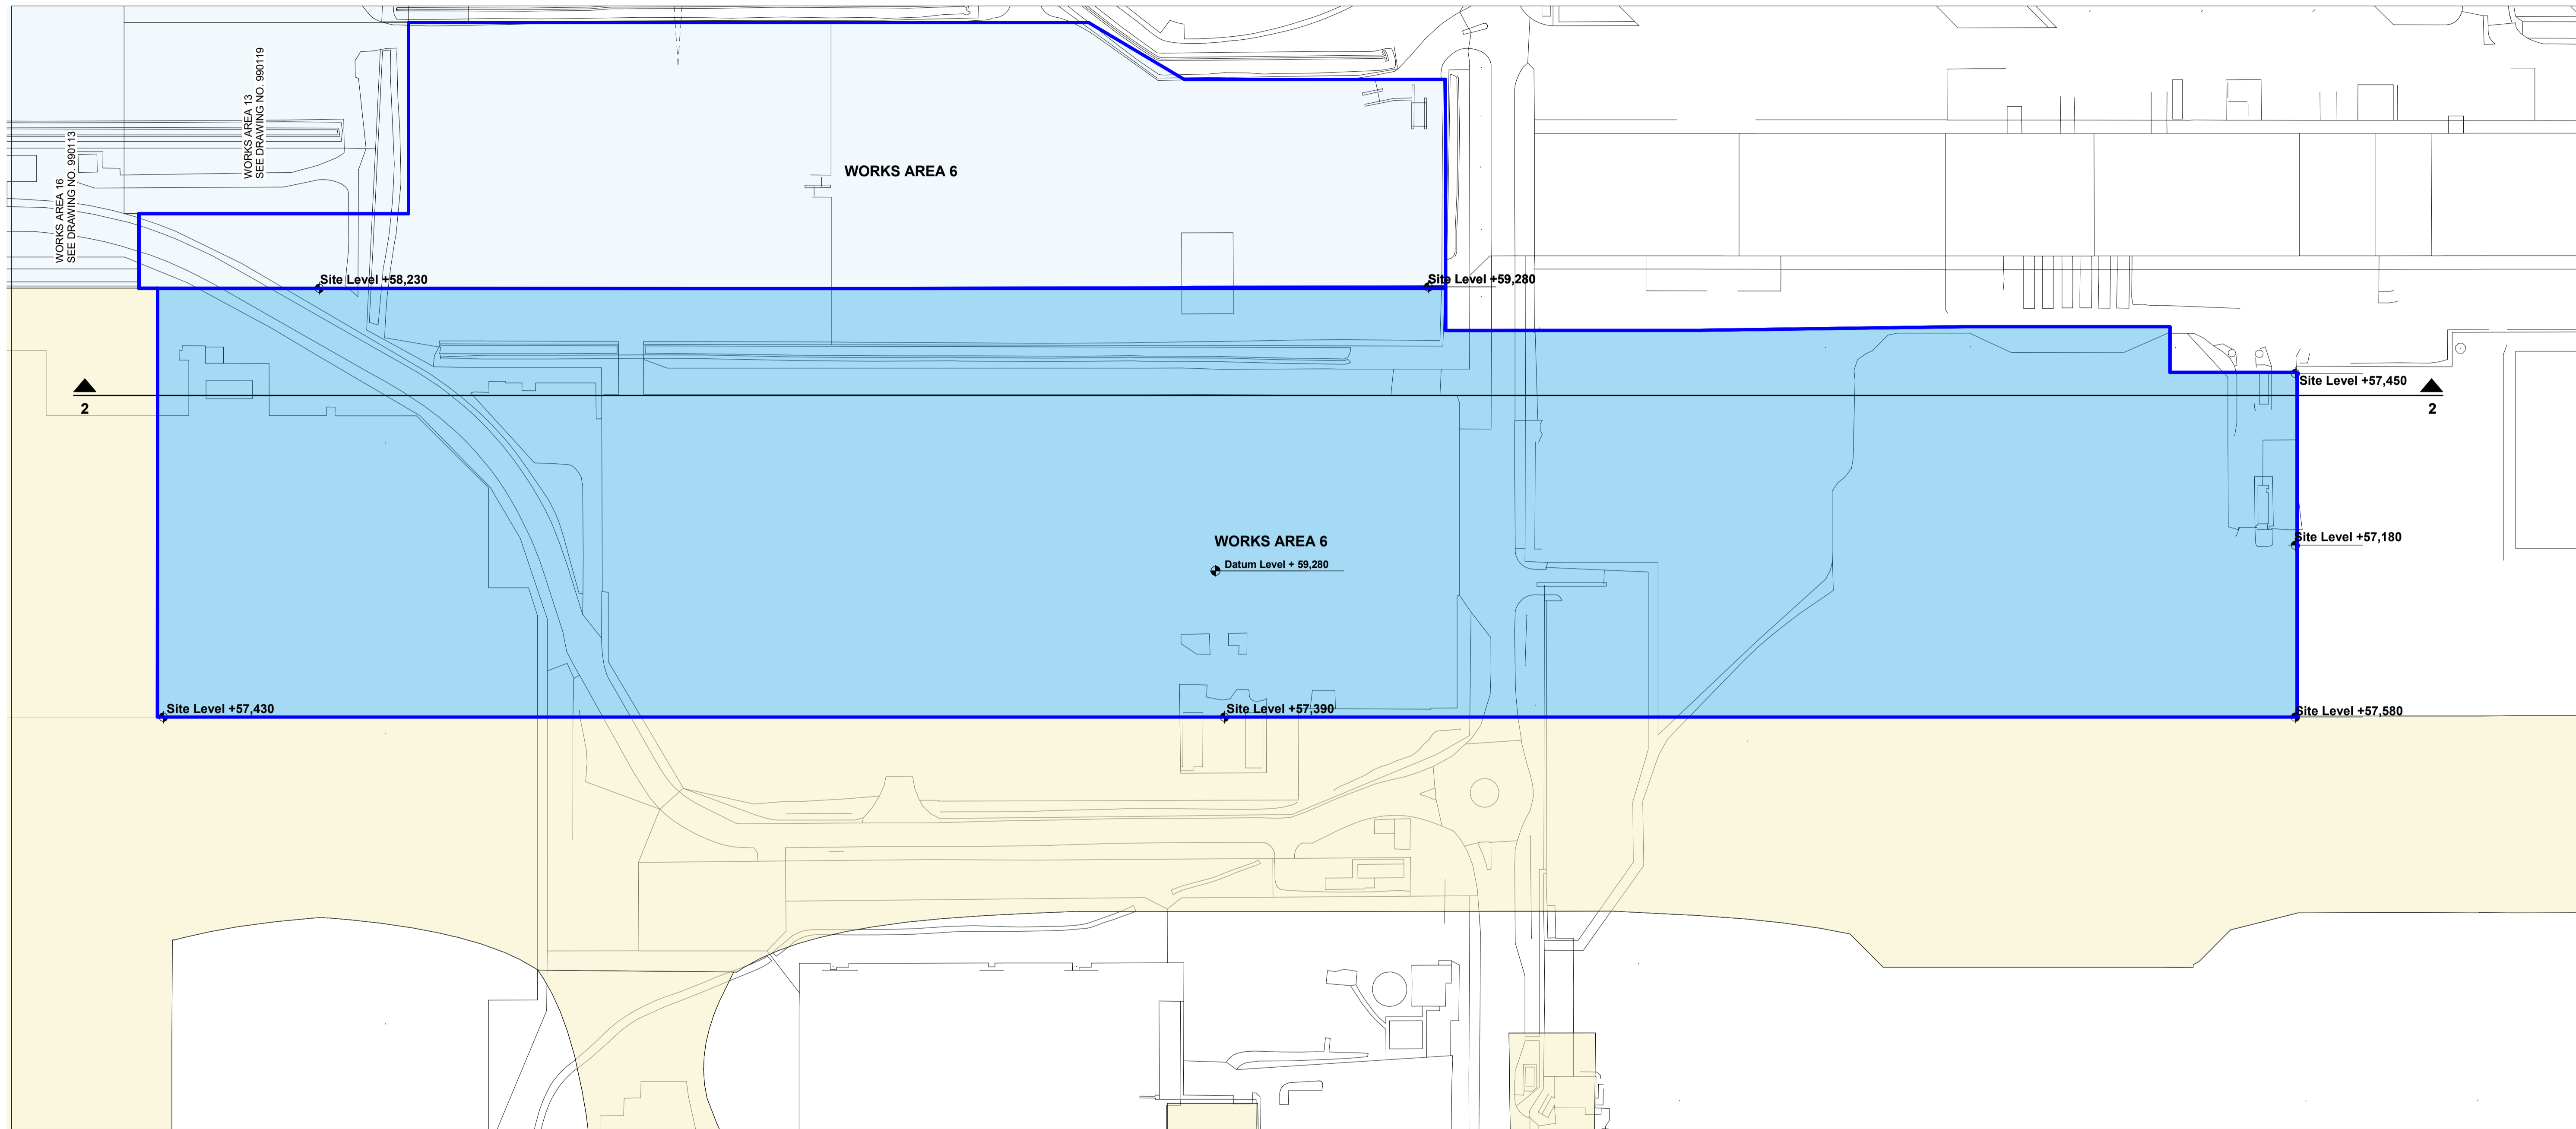 WORKS AREA 13
SEE DRAWING NO. 990119
WORKS AREA 16
SEE DRAWING NO. 990113
WORKS AREA 6
Site Level +58,230
Site Level +59,280
Site Level +57,450
2
2
WORKS AREA 6
Site Level +57,180
Datum Level + 59,280
Site Level +57,430
Site Level +57,390
Site Level +57,580